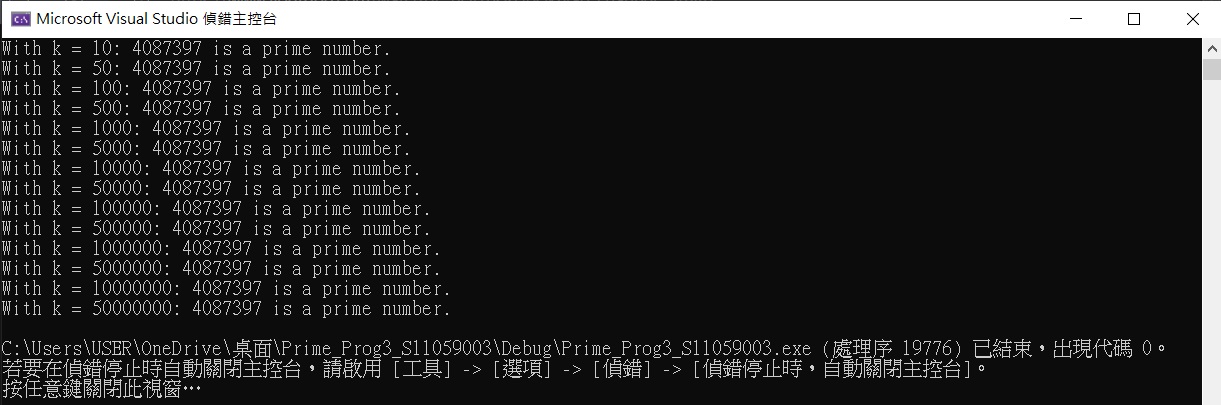 Microsoft Visual Studio 偵錯主控台
With k = 10: 4087397 is a prime number.
With k = 50: 4087397 is a prime number.
With k = 100: 4087397 is a prime number.
With k = 500: 4087397 is a prime number.
With k = 1000: 4087397 is a prime number.
With k = 5000: 4087397 is a prime number.
With k = 10000: 4087397 is a prime number.
With k = 50000: 4087397 is a prime number.
With k = 100000: 4087397 is a prime number.
With k = 500000: 4087397 is a prime number.
With k = 1000000: 4087397 is a prime number.
With k = 5000000: 4087397 is a prime number.
With k = 10000000: 4087397 is a prime number.
With k = 50000000: 4087397 is a prime number.
C:\Users\USER\OneDrive\桌面\Prime_Prog3_S11059003\Debug\Prime_Prog3_S11059003.exe (處理序 19776) 已結束，出現代碼 0。
若要在偵錯停止時自動關閉主控台，請啟用 [工具] -> [選項] -> [偵錯] -> [偵錯停止時，自動關閉主控台]。
按任意鍵關閉此視窗…